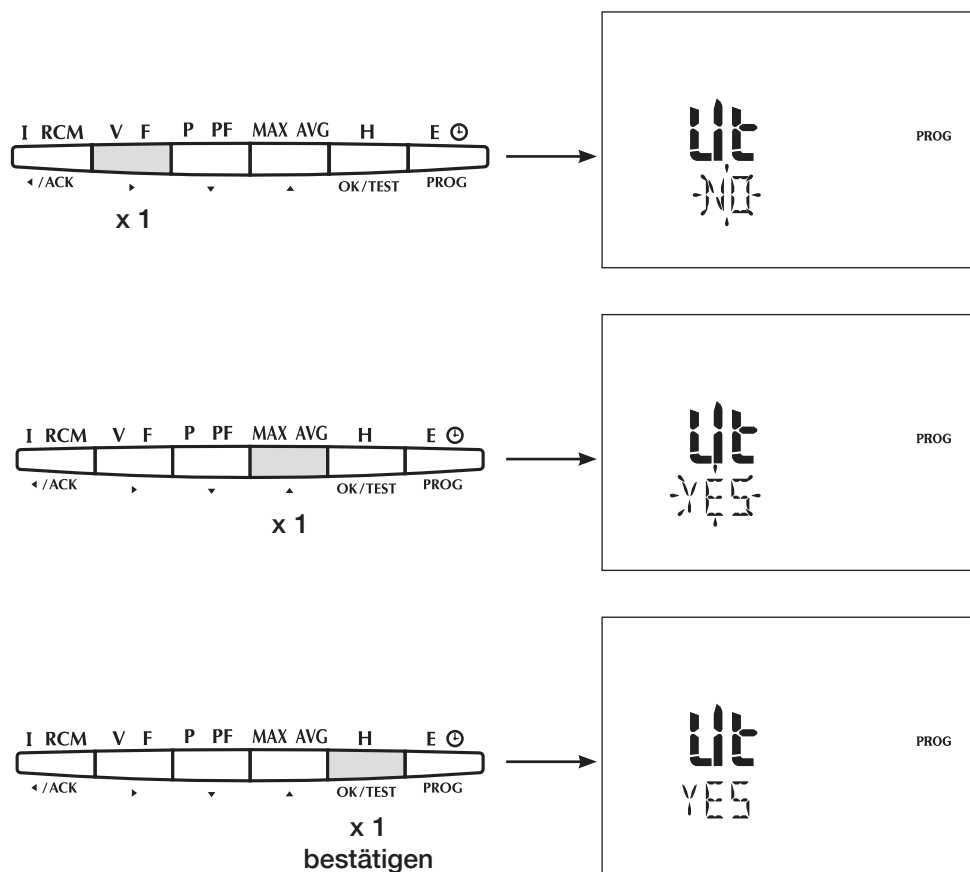 I RCM V F P PF MAX AVG H E
/ACK OK/TEST PROG
x 1
Ut
NO
PROG
I RCM V F P PF MAX AVG H E
/ACK OK/TEST PROG
x 1
Ut
YES
PROG
I RCM V F P PF MAX AVG H E
/ACK OK/TEST PROG
x 1
bestätigen
Ut
YES
PROG